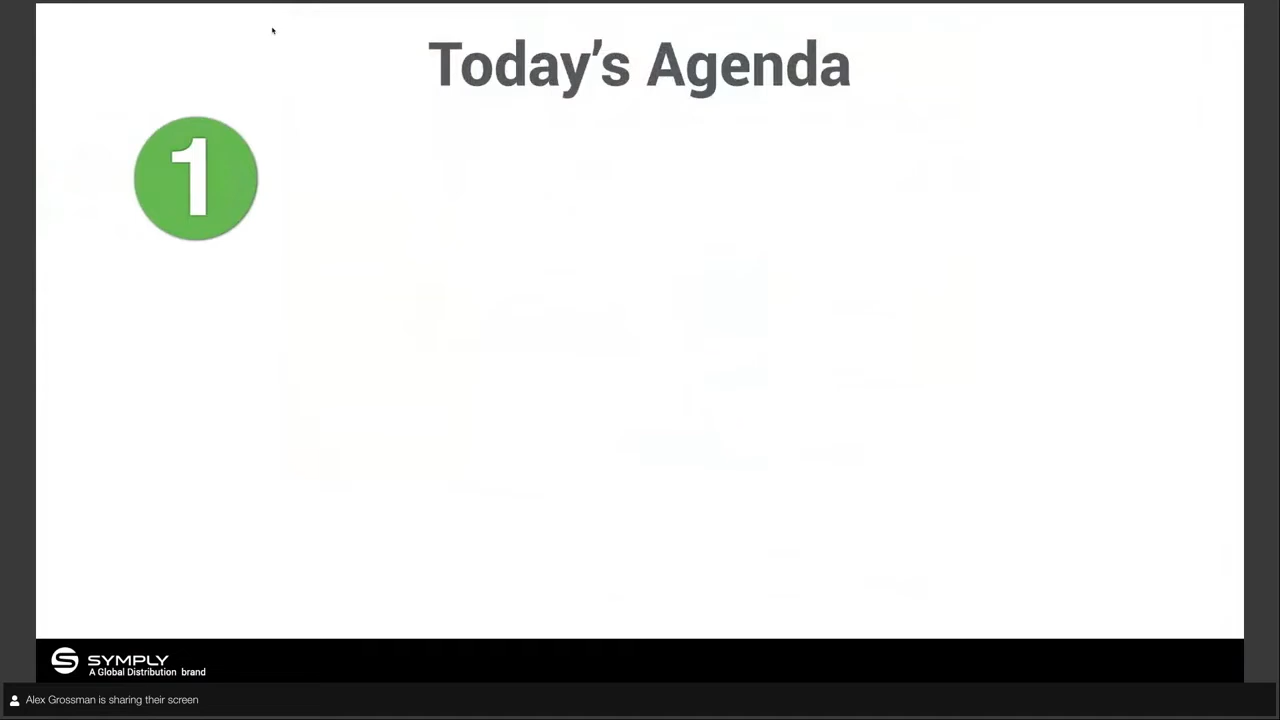 Today's Agenda
1
SYMPLY
A Global Distribution brand
Alex Grossman is sharing their screen